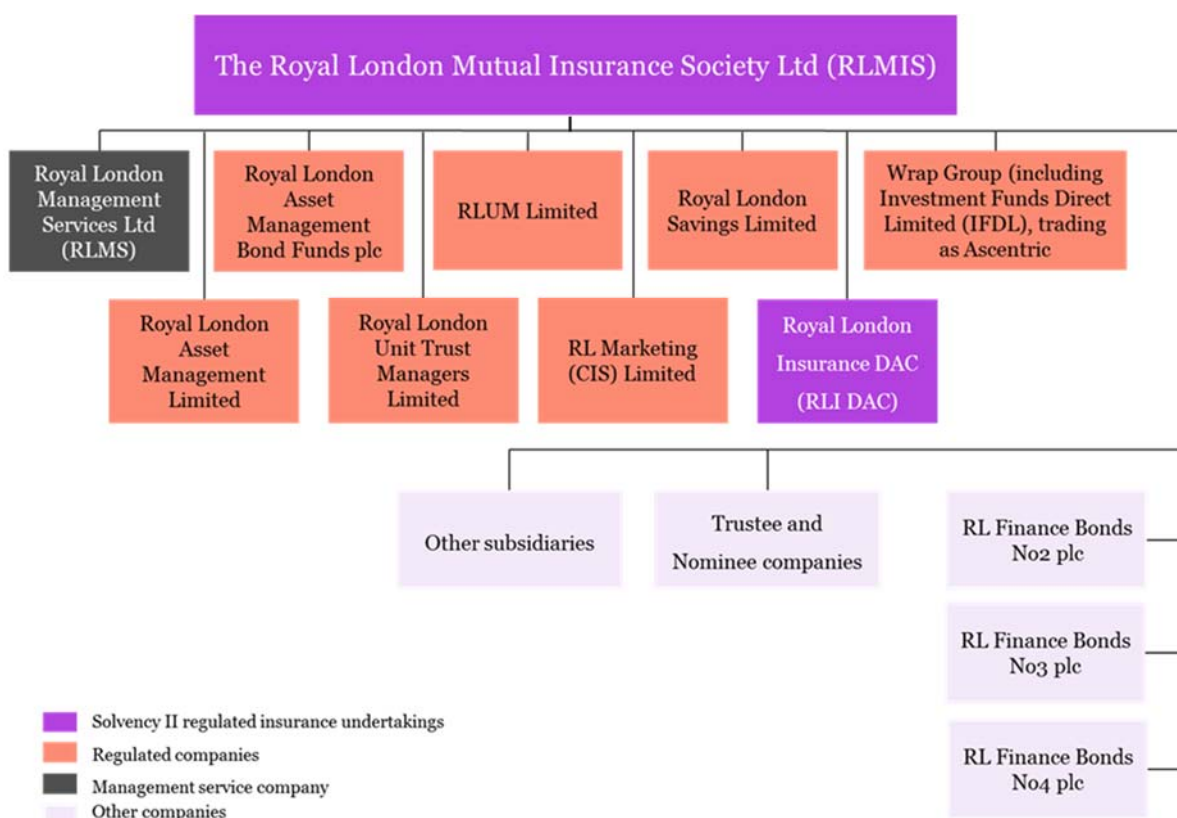 The Royal London Mutual Insurance Society Ltd (RLMIS)
Royal London
Management
Services Ltd
(RLMS)
Royal London
Asset
Management
Bond Funds plc
RLUM Limited
Royal London
Savings Limited
Wrap Group (including
Investment Funds Direct
Limited (IFDL), trading
as Ascentric
Royal London
Asset
Management
Limited
Royal London
Unit Trust
Managers
Limited
RL Marketing
(CIS) Limited
Royal London
Insurance DAC
(RLI DAC)
Other subsidiaries
Trustee and
Nominee companies
RL Finance Bonds
No2 plc
RL Finance Bonds
No3 plc
RL Finance Bonds
No4 plc
Solvency II regulated insurance undertakings
Regulated companies
Management service company
Other companies